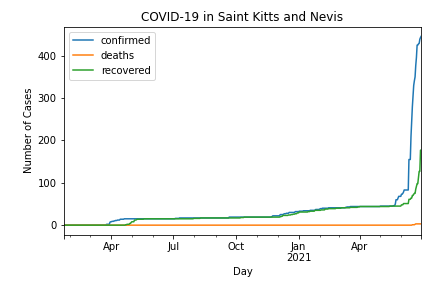 COVID-19 in Saint Kitts and Nevis
confirmed
deaths
recovered
Number of Cases
400
300
200
100
0
Apr
Jul
Oct
Jan
2021
Apr
Day